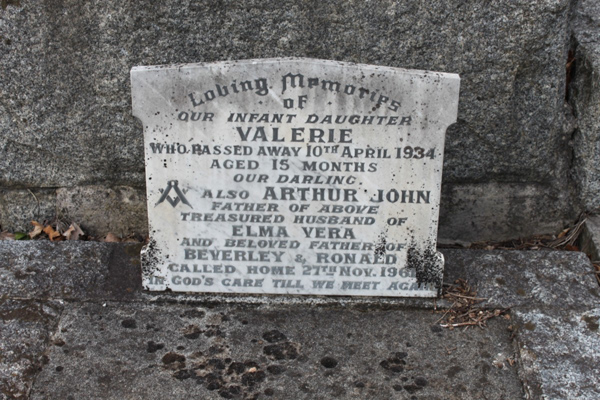 Loving Memories
of
OUR INFANT DAUGHTER
VALERIE
WHO PASSED AWAY 10TH APRIL 1934
AGED 15 MONTHS
OUR DARLING.
ALSO ARTHUR JOHN
FATHER OF ABOVE
TREASURED HUSBAND OF
ELMA VERA
AND BELOVED FATHER OF
BEVERLEY & RONALD
CALLED HOME 27TH NOV.
IN GOD'S CARE TILL WE MEET AGAIN